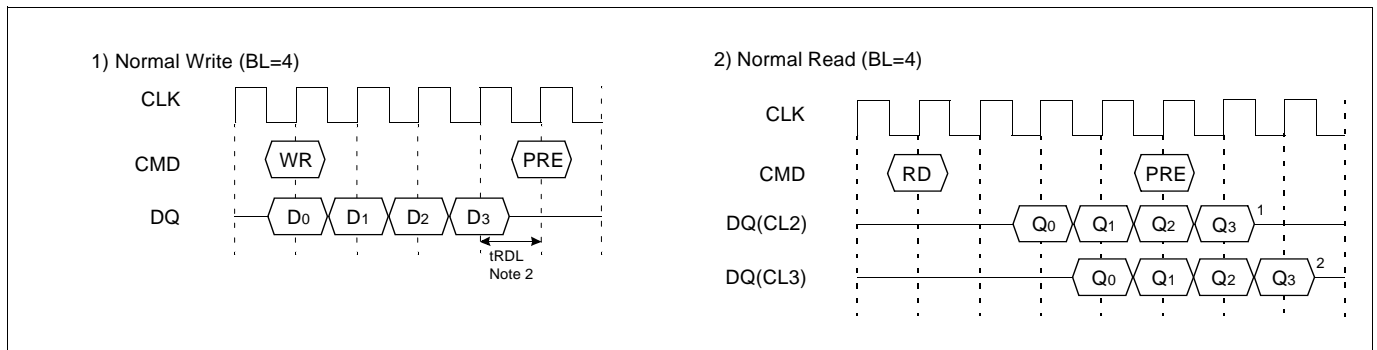 1) Normal Write (BL=4)
CLK
CMD
WR
PRE
DQ
D0
D1
D2
D3
tRDL
Note 2
2) Normal Read (BL=4)
CLK
CMD
RD
PRE
DQ(CL2)
Q0
Q1
Q2
Q3
1
DQ(CL3)
Q0
Q1
Q2
Q3
2